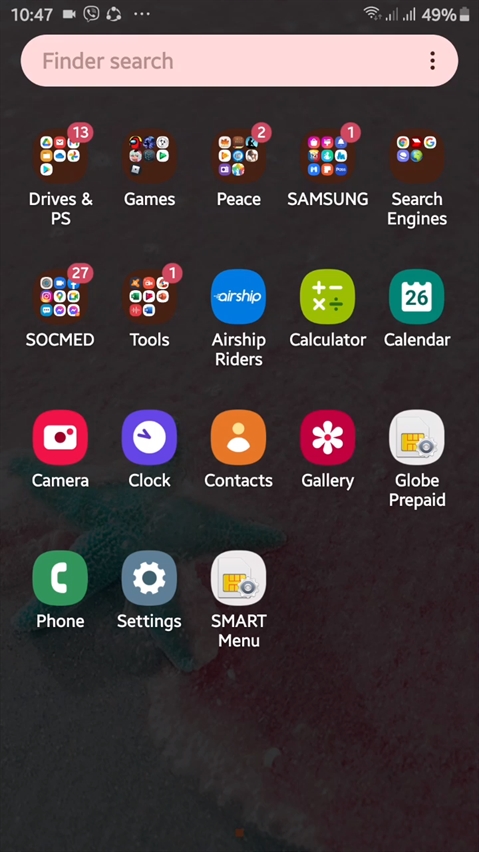 10:47
49%
Finder search
13
2
1
Drives & PS
Games
Peace
SAMSUNG
Search Engines
27
1
airship
26
SOCMED
Tools
Airship Riders
Calculator
Calendar
Camera
Clock
Contacts
Gallery
Globe Prepaid
Phone
Settings
SMART Menu